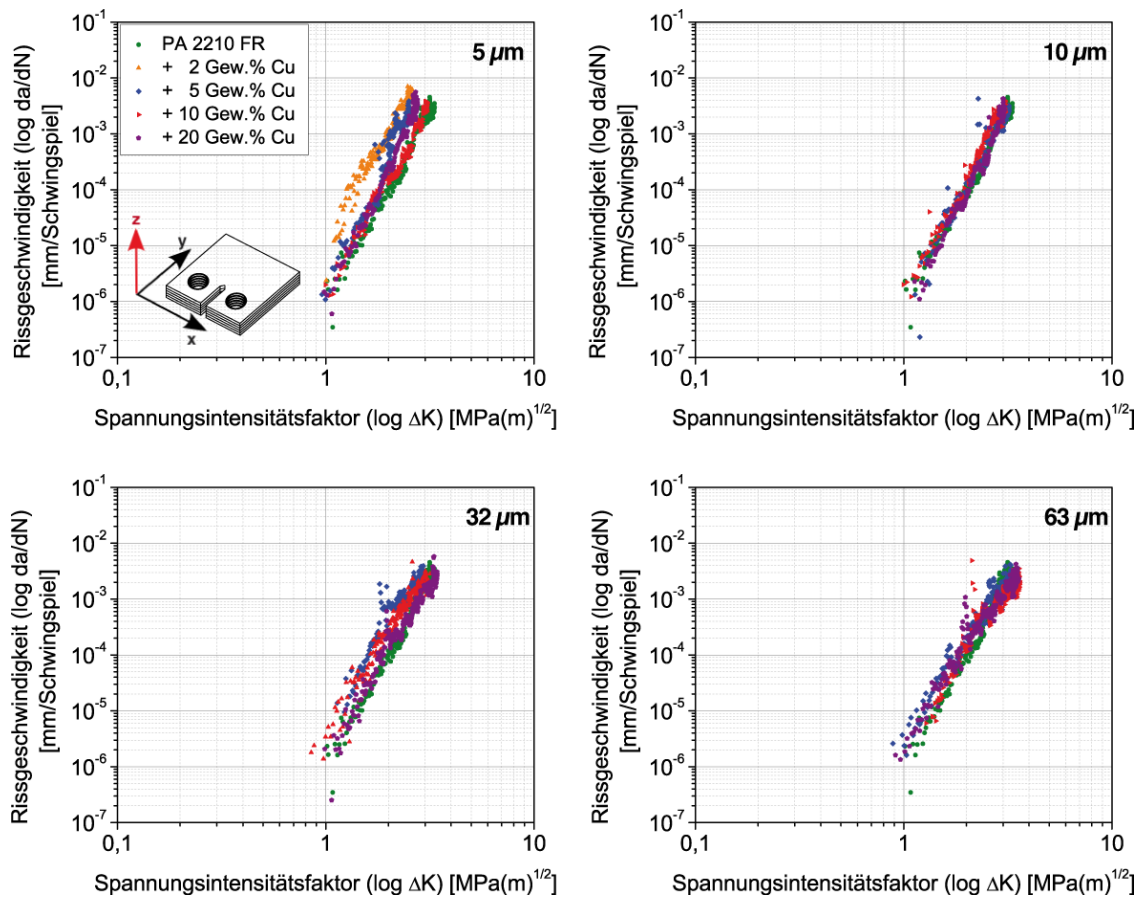 10^-1
10^-2
10^-3
10^-4
10^-5
10^-6
10^-7
Rissgeschwindigkeit (log da/dN)
[mm/Schwingspiel]
PA 2210 FR
+ 2 Gew.% Cu
+ 5 Gew.% Cu
+ 10 Gew.% Cu
+ 20 Gew.% Cu
5 µm
z
y
x
0,1
1
10
Spannungsintensitätsfaktor (log ΔK) [MPa(m)^1/2]
10^-1
10^-2
10^-3
10^-4
10^-5
10^-6
10^-7
Rissgeschwindigkeit (log da/dN)
[mm/Schwingspiel]
10 µm
0,1
1
10
Spannungsintensitätsfaktor (log ΔK) [MPa(m)^1/2]
10^-1
10^-2
10^-3
10^-4
10^-5
10^-6
10^-7
Rissgeschwindigkeit (log da/dN)
[mm/Schwingspiel]
32 µm
0,1
1
10
Spannungsintensitätsfaktor (log ΔK) [MPa(m)^1/2]
10^-1
10^-2
10^-3
10^-4
10^-5
10^-6
10^-7
Rissgeschwindigkeit (log da/dN)
[mm/Schwingspiel]
63 µm
0,1
1
10
Spannungsintensitätsfaktor (log ΔK) [MPa(m)^1/2]